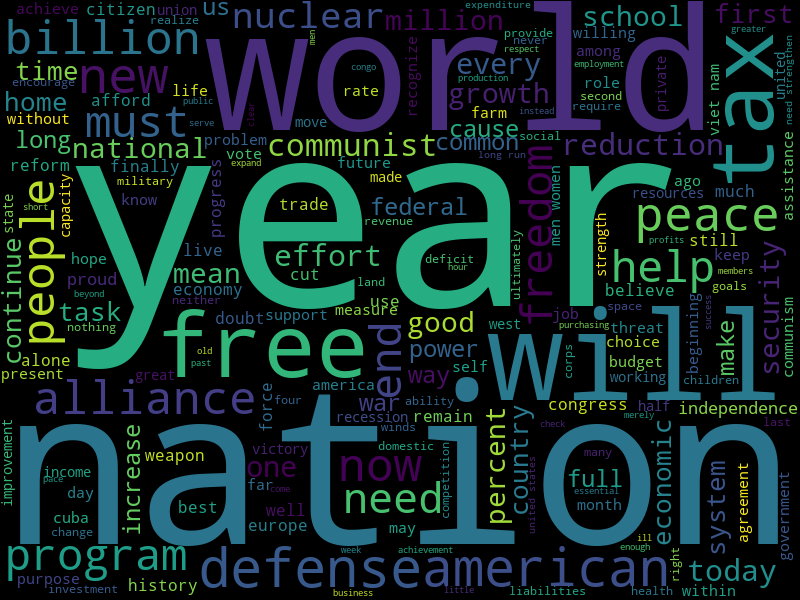 achieve citizen union us nuclear million expenditure school first
realize men never provide greater
billion world willing among respect united
time new home afford life rate every congo production growth employment role second require recognize private tax
without must encourage public serve farm instead clear viet nam need strengthen
long national communist problem move common cause social reduction
reform finally vote expand future long run
year
people capacity military know progress made trade federal men women ago resources much assistance
state short revenue freedom strength peace still
continue hope live effort deficit hour profits
proud mean economy cut land ultimately help keep members
task beyond neither use believe goals security
nothing doubt support measure west job space threat
alone free old past end good power self purchasing choice beginning make communism
present great america way corps budget working children success
alliance force four war ability will congress half independence
recession remain merely last
improvement increase weapon victory winds domestic percent country check
nation
income pace one far come now competition many full system agreement
day best well need united states essential month economic government
cuba europe may
change week achievement ill enough right
program defense american today
purpose investment history business little liabilities health within